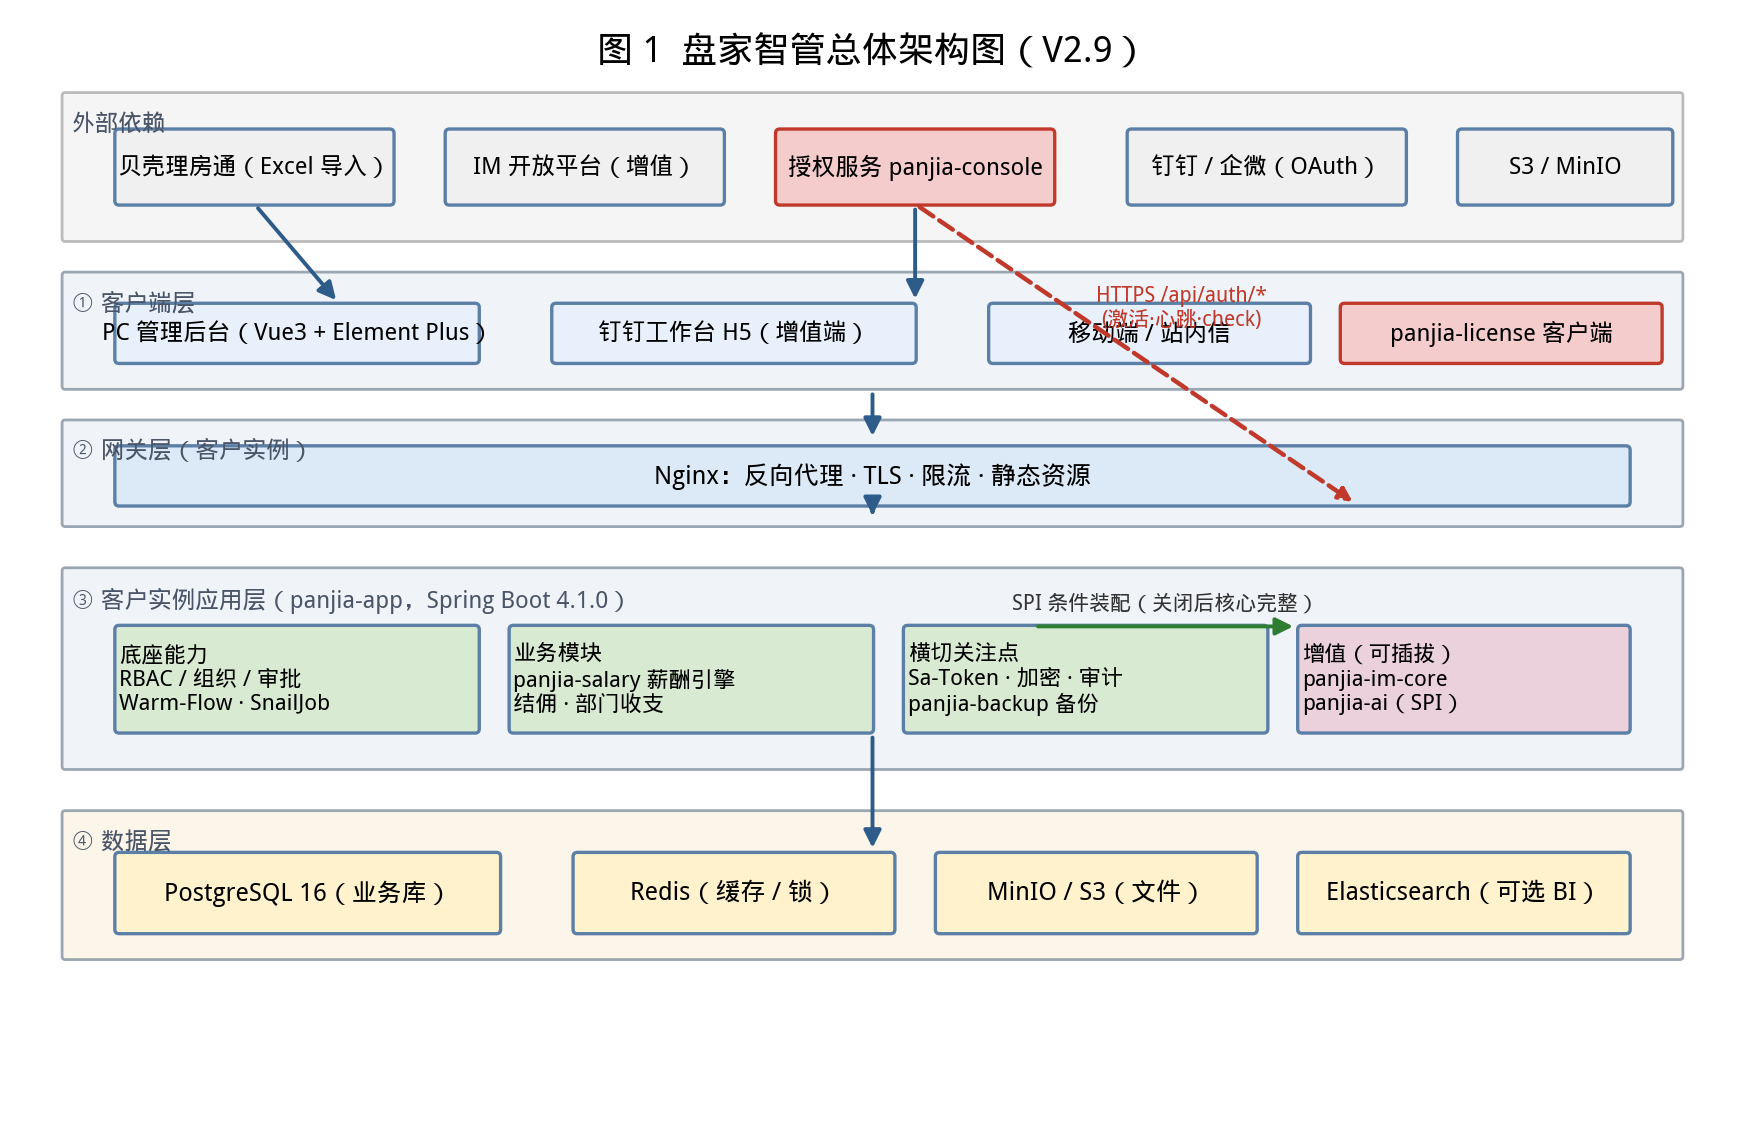 图 1  盘家智管总体架构图（V2.9）
外部依赖
贝壳理房通（Excel 导入）
IM 开放平台（增值）
授权服务 panjia-console
钉钉 / 企微（OAuth）
S3 / MinIO
① 客户端层
HTTPS /api/auth/*
(激活·心跳·check)
PC 管理后台（Vue3 + Element Plus）
钉钉工作台 H5（增值端）
移动端 / 站内信
panjia-license 客户端
② 网关层（客户实例）
Nginx：反向代理 · TLS · 限流 · 静态资源
③ 客户实例应用层（panjia-app，Spring Boot 4.1.0）
SPI 条件装配（关闭后核心完整）
底座能力
RBAC / 组织 / 审批
Warm-Flow · SnailJob
业务模块
panjia-salary 薪酬引擎
结佣 · 部门收支
横切关注点
Sa-Token · 加密 · 审计
panjia-backup 备份
增值（可插拔）
panjia-im-core
panjia-ai（SPI）
④ 数据层
PostgreSQL 16（业务库）
Redis（缓存 / 锁）
MinIO / S3（文件）
Elasticsearch（可选 BI）